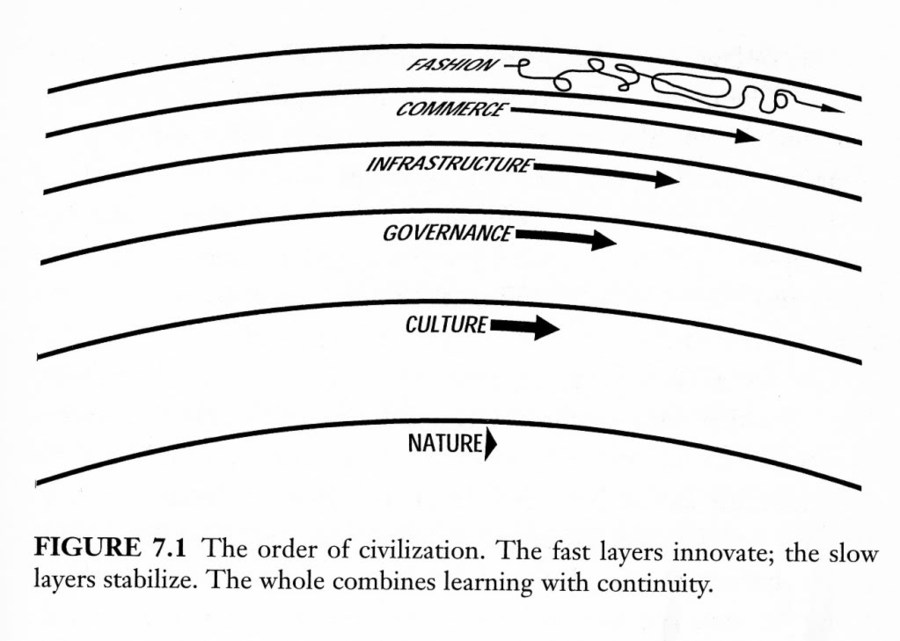 FASHION
COMMERCE
INFRASTRUCTURE
GOVERNANCE
CULTURE
NATURE
FIGURE 7.1 The order of civilization. The fast layers innovate; the slow
layers stabilize. The whole combines learning with continuity.